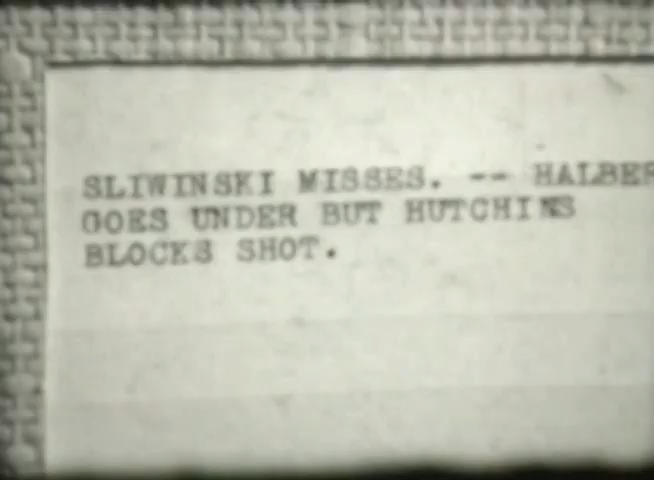 SLIWINSKI MISSES. -- HALBER
GOES UNDER BUT HUTCHINS
BLOCKS SHOT.